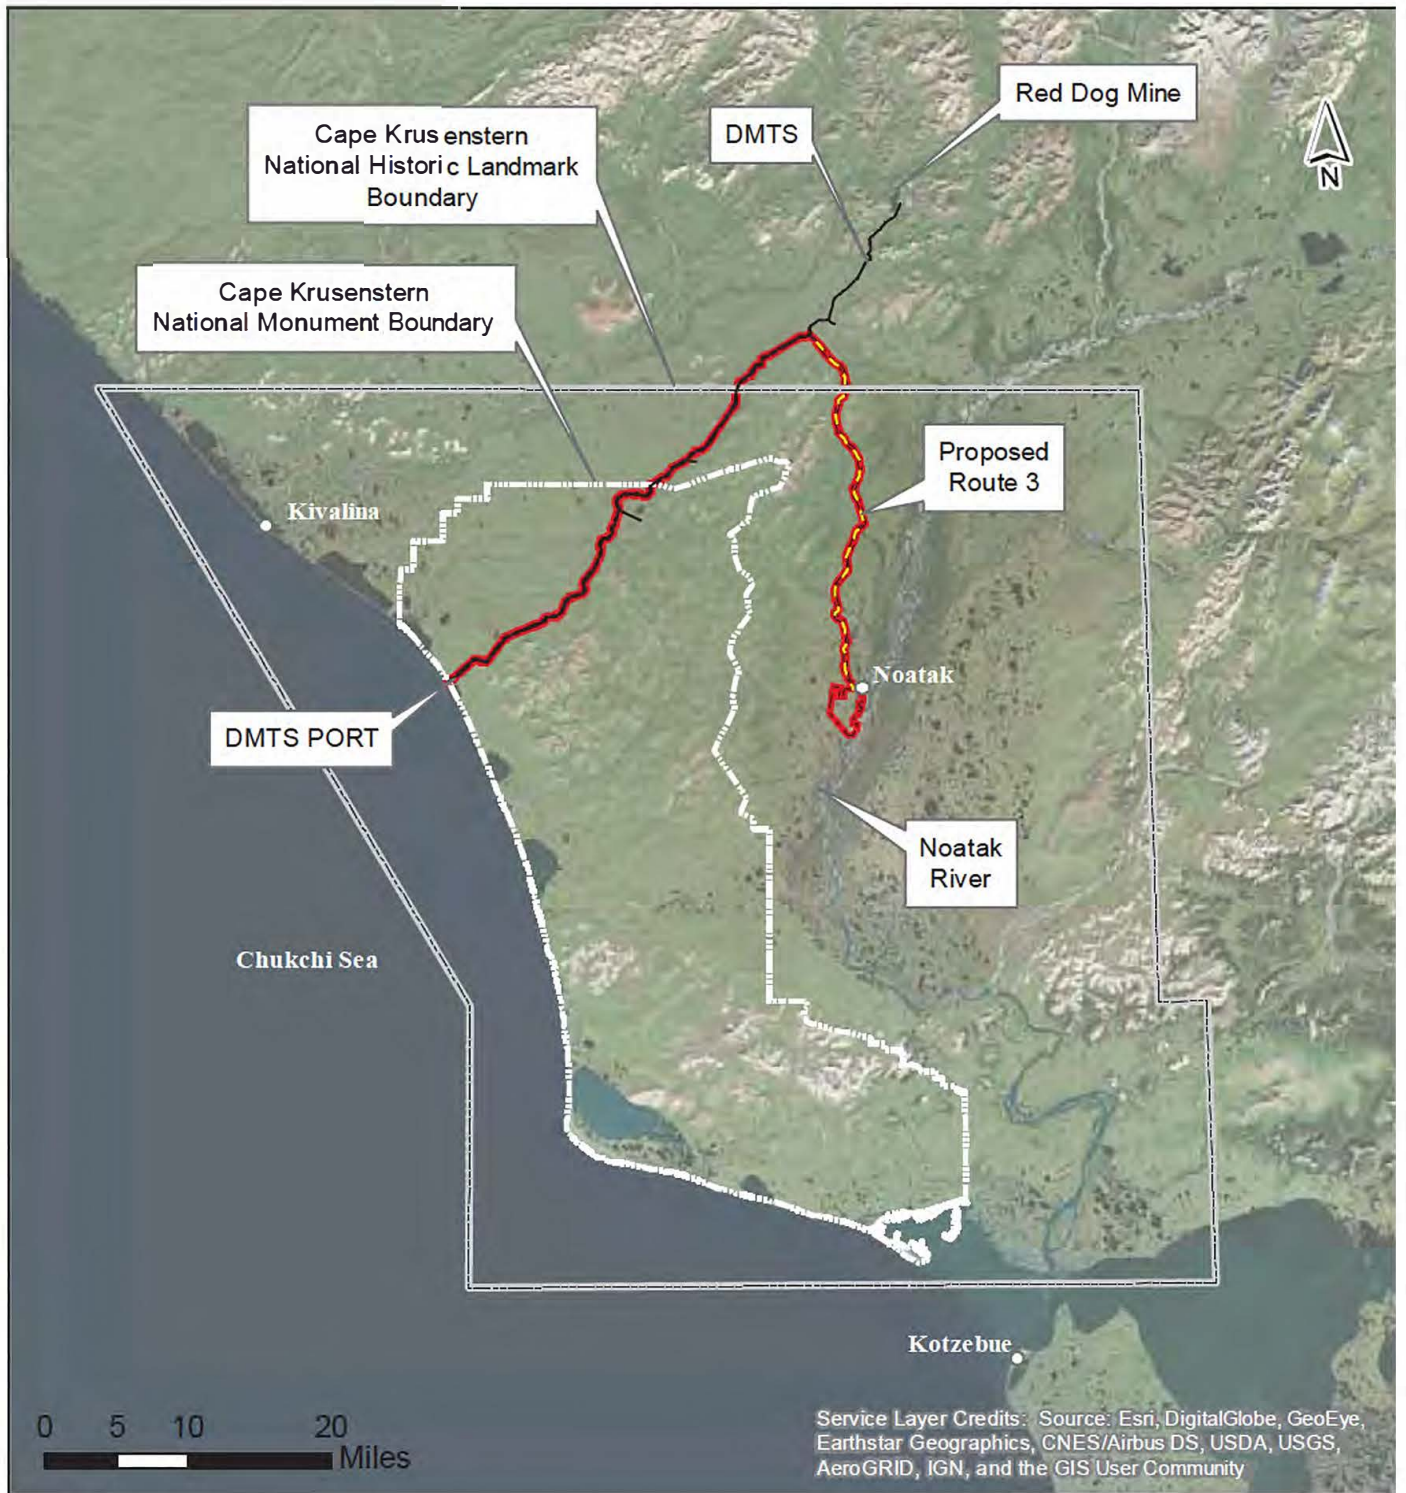 Red Dog Mine
DMTS
Cape Krusenstern
National Historic Landmark
Boundary
N
Cape Krusenstern
National Monument Boundary
Proposed
Route 3
Kivalina
Noatak
DMTS PORT
Noatak
River
Chukchi Sea
Kotzebue
0 5 10 20
Miles
Service Layer Credits: Source: Esri, DigitalGlobe, GeoEye,
Earthstar Geographics, CNES/Airbus DS, USDA, USGS,
AeroGRID, IGN, and the GIS User Community